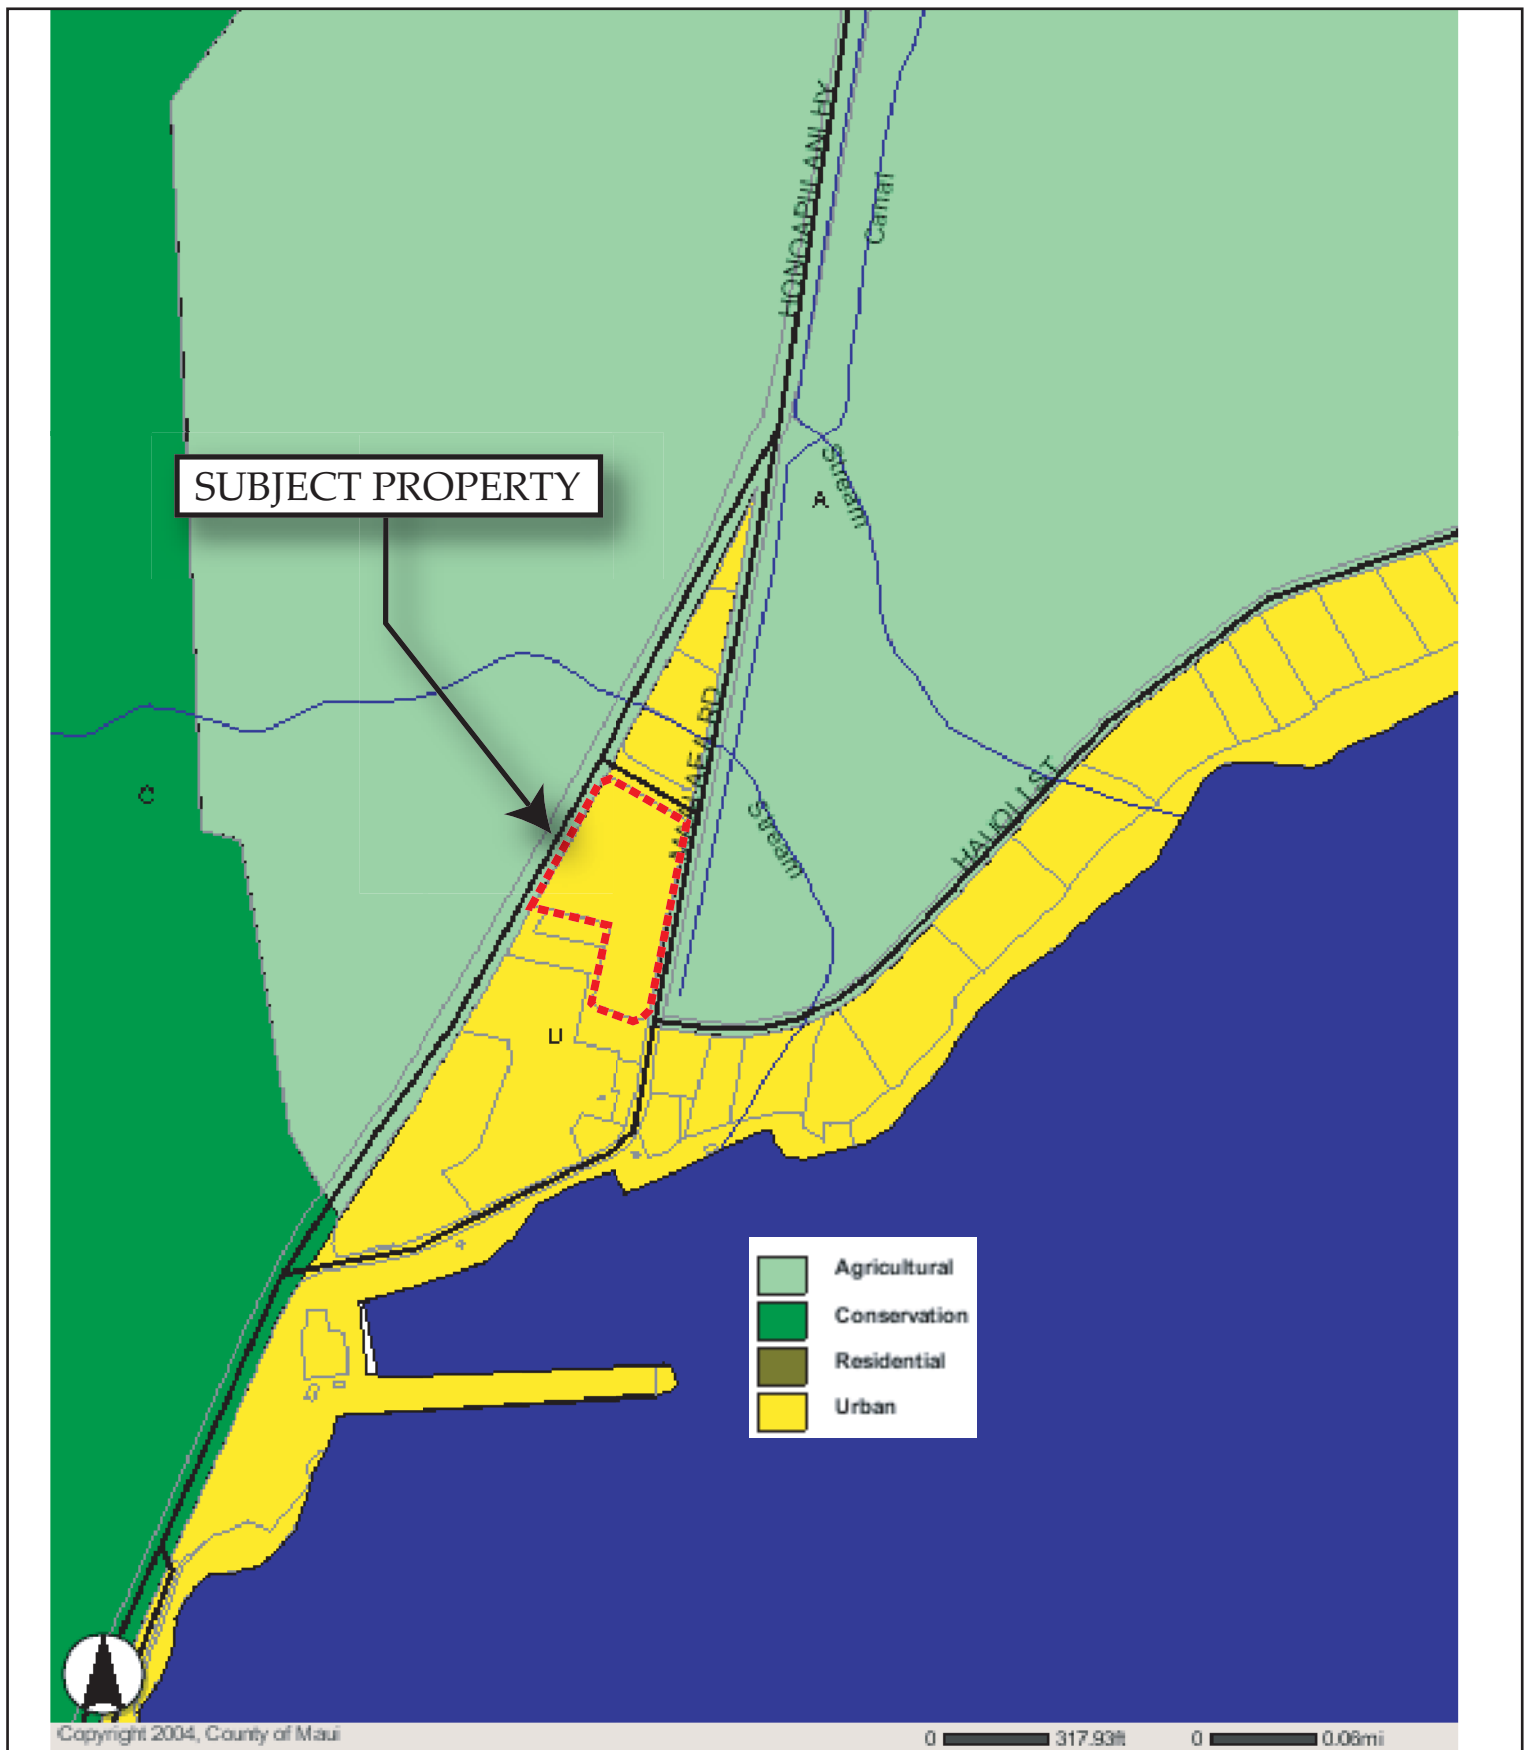 HONOAPIILANI HY
Canal
Stream
A
SUBJECT PROPERTY
C
Stream
HAUOLI ST
U
Agricultural
Conservation
Residential
Urban
Copyright 2004, County of Maui
0 317.93ft 0 0.06mi